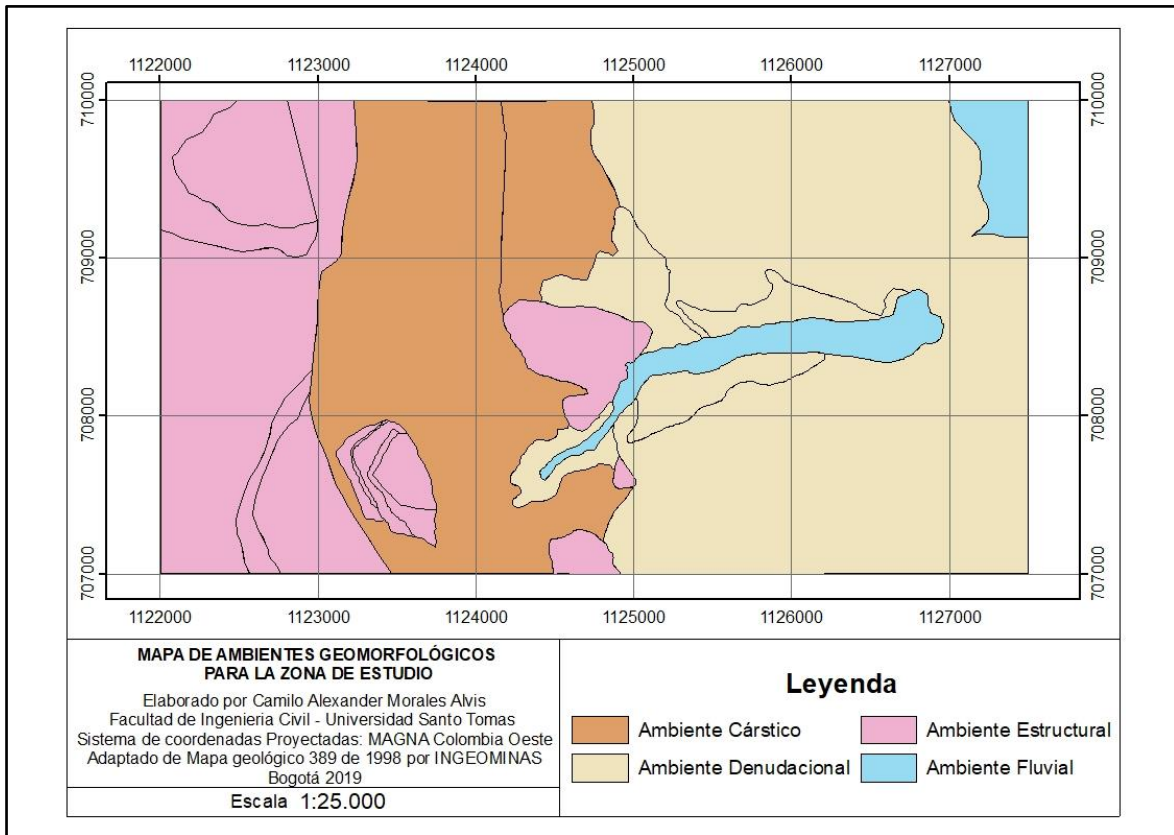 1122000 1123000 1124000 1125000 1126000 1127000
710000 710000
709000 709000
708000 708000
707000 707000
1122000 1123000 1124000 1125000 1126000 1127000
MAPA DE AMBIENTES GEOMORFOLÓGICOS
PARA LA ZONA DE ESTUDIO
Elaborado por Camilo Alexander Morales Alvis
Facultad de Ingenieria Civil - Universidad Santo Tomas
Sistema de coordenadas Proyectadas: MAGNA Colombia Oeste
Adaptado de Mapa geológico 389 de 1998 por INGEOMINAS
Bogotá 2019
Escala 1:25.000
Leyenda
Ambiente Cárstico Ambiente Estructural
Ambiente Denudacional Ambiente Fluvial